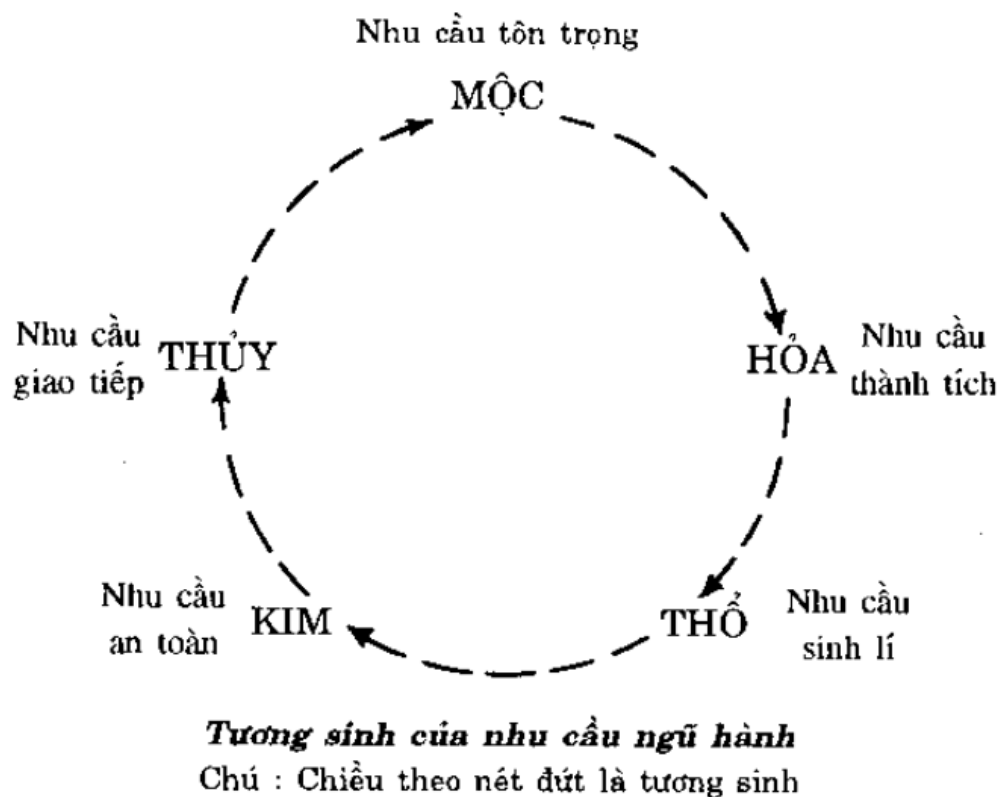 Nhu cầu tôn trọng
MỘC
Nhu cầu
giao tiếp
THỦY
HỎA
Nhu cầu
thành tích
Nhu cầu
an toàn
KIM
THỔ
Nhu cầu
sinh lí
Tương sinh của nhu cầu ngũ hành
Chú : Chiều theo nét đứt là tương sinh